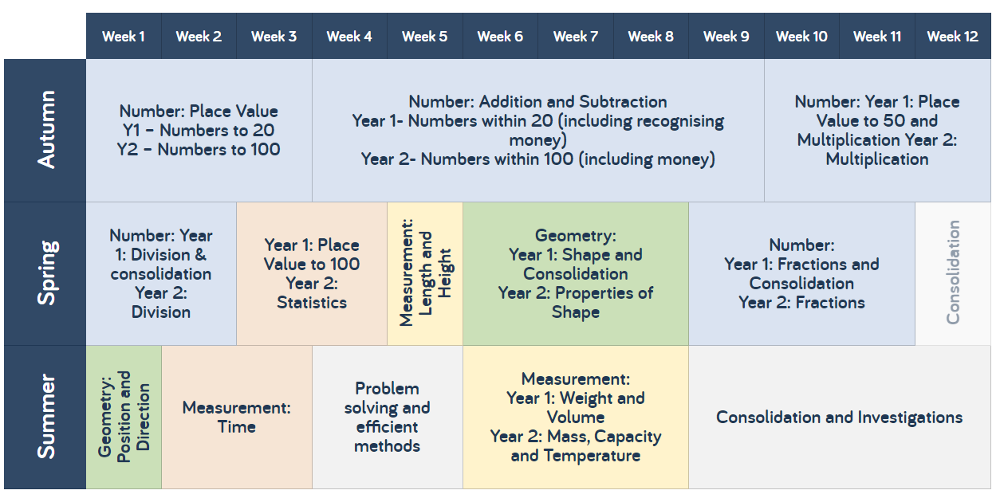 Week 1 Week 2 Week 3 Week 4 Week 5 Week 6 Week 7 Week 8 Week 9 Week 10 Week 11 Week 12
Autumn
Number: Place Value
Y1 – Numbers to 20
Y2 – Numbers to 100
Number: Addition and Subtraction
Year 1- Numbers within 20 (including recognising
money)
Year 2- Numbers within 100 (including money)
Number: Year 1: Place
Value to 50 and
Multiplication Year 2:
Multiplication
Spring
Number: Year
1: Division &
consolidation
Year 2:
Division
Year 1: Place
Value to 100
Year 2:
Statistics
Measurement:
Length and
Height
Geometry:
Year 1: Shape and
Consolidation
Year 2: Properties of
Shape
Number:
Year 1: Fractions and
Consolidation
Year 2: Fractions
Consolidation
Summer
Geometry:
Position and
Direction
Measurement:
Time
Problem
solving and
efficient
methods
Measurement:
Year 1: Weight and
Volume
Year 2: Mass, Capacity
and Temperature
Consolidation and Investigations